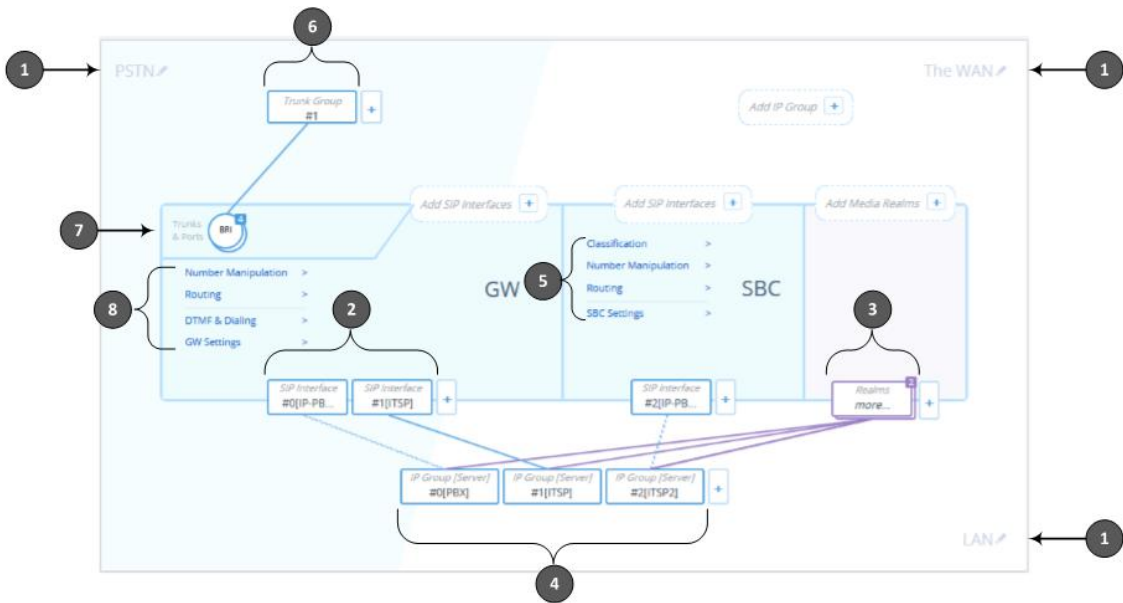 6
1
PSTN
The WAN
1
Trunk Group
#1
+
Add IP Group +
Add SIP Interfaces +
Add SIP Interfaces +
Add Media Realms +
7
Trunks
& Ports
BRI
4
Number Manipulation >
Routing >
DTMF & Dialing >
GW Settings >
8
GW
2
5
Classification >
Number Manipulation >
Routing >
SBC Settings >
SBC
3
SIP Interface
#0[IP-PB...
SIP Interface
#1[ITSP]
+
SIP Interface
#2[IP-PB...
+
Realms
more...
+
IP Group [Server]
#0[PBX]
IP Group [Server]
#1[ITSP]
IP Group [Server]
#2[ITSP2]
+
4
LAN
1